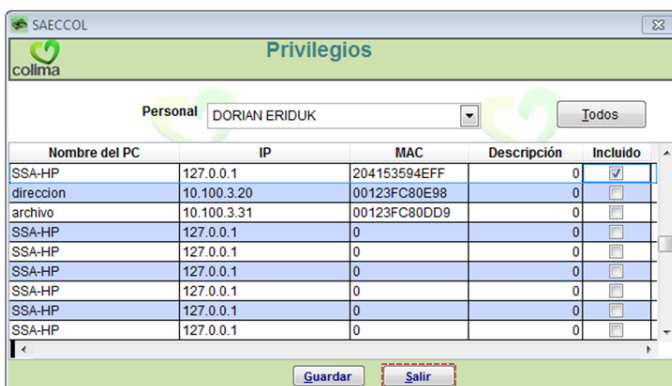 SAECCOL
colima
Privilegios
Personal DORIAN ERIDUK Todos
Nombre del PC IP MAC Descripción Incluido
SSA-HP 127.0.0.1 204153594EFF 0
direccion 10.100.3.20 00123FC80E98 0
archivo 10.100.3.31 00123FC80DD9 0
SSA-HP 127.0.0.1 0 0
SSA-HP 127.0.0.1 0 0
SSA-HP 127.0.0.1 0 0
SSA-HP 127.0.0.1 0 0
SSA-HP 127.0.0.1 0 0
SSA-HP 127.0.0.1 0 0
Guardar Salir